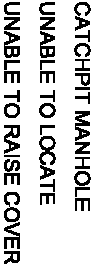 CATCHPIT MANHOLE
UNABLE TO LOCATE
UNABLE TO RAISE COVER